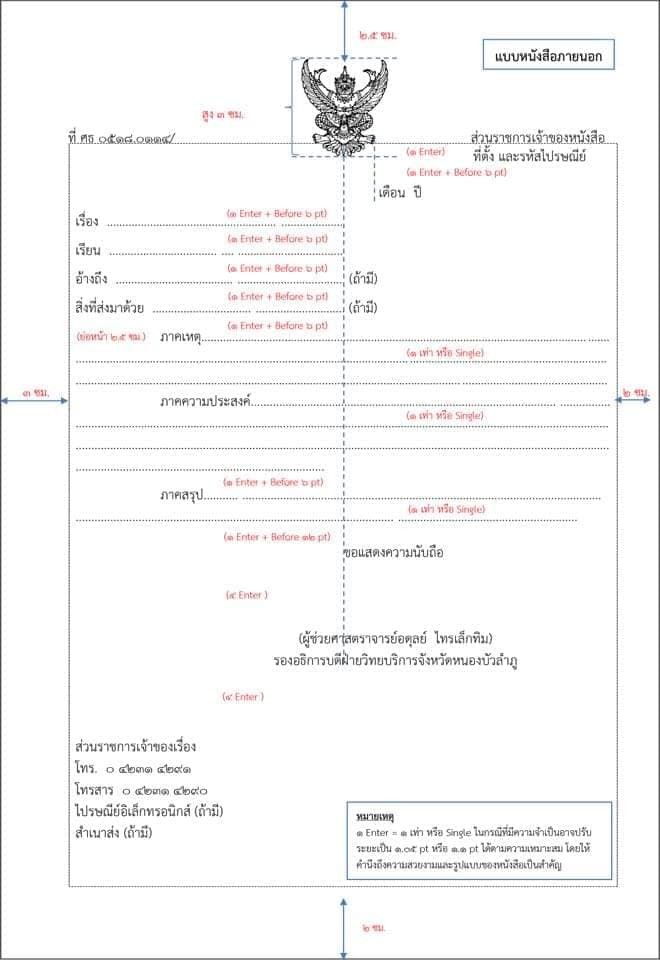 ๒.๕ ซม.
แบบหนังสือภายนอก
สูง ๓ ซม.
ที่ ศธ ๐๕๑๘.๐๑๑๔/ ส่วนราชการเจ้าของหนังสือ
(๑ Enter) ที่ตั้ง และรหัสไปรษณีย์
(๑ Enter + Before ๖ pt)
เดือน ปี
(๑ Enter + Before ๖ pt)
เรื่อง ........................................................
(๑ Enter + Before ๖ pt)
เรียน ........................................................
(๑ Enter + Before ๖ pt)
อ้างถึง ........................................................ (ถ้ามี)
(๑ Enter + Before ๖ pt)
สิ่งที่ส่งมาด้วย ............................................ (ถ้ามี)
(๑ Enter + Before ๖ pt)
(ย่อหน้า ๒.๕ ซม.) ภาคเหตุ........................................................
(๑ เท่า หรือ Single)
๓ ซม. ๒ ซม.
ภาคความประสงค์........................................................
(๑ เท่า หรือ Single)
(๑ Enter + Before ๖ pt)
ภาคสรุป........................................................
(๑ เท่า หรือ Single)
(๑ Enter + Before ๑๒ pt)
ขอแสดงความนับถือ
(๔ Enter )
(ผู้ช่วยศาสตราจารย์อดุลย์ ไทรเล็กทิม)
รองอธิการบดีฝ่ายวิทยบริการจังหวัดหนองบัวลำภู
(๔ Enter )
ส่วนราชการเจ้าของเรื่อง
โทร. ๐ ๔๒๓๑ ๔๒๙๑
โทรสาร ๐ ๔๒๓๑ ๔๒๙๐
ไปรษณีย์อิเล็กทรอนิกส์ (ถ้ามี)
สำเนาส่ง (ถ้ามี)
หมายเหตุ
๑ Enter = ๑ เท่า หรือ Single ในกรณีที่มีความจำเป็นอาจปรับ
ระยะเป็น ๑.๐๕ pt หรือ ๑.๑ pt ได้ตามความเหมาะสม โดยให้
คำนึงถึงความสวยงามและรูปแบบของหนังสือเป็นสำคัญ
๒ ซม.